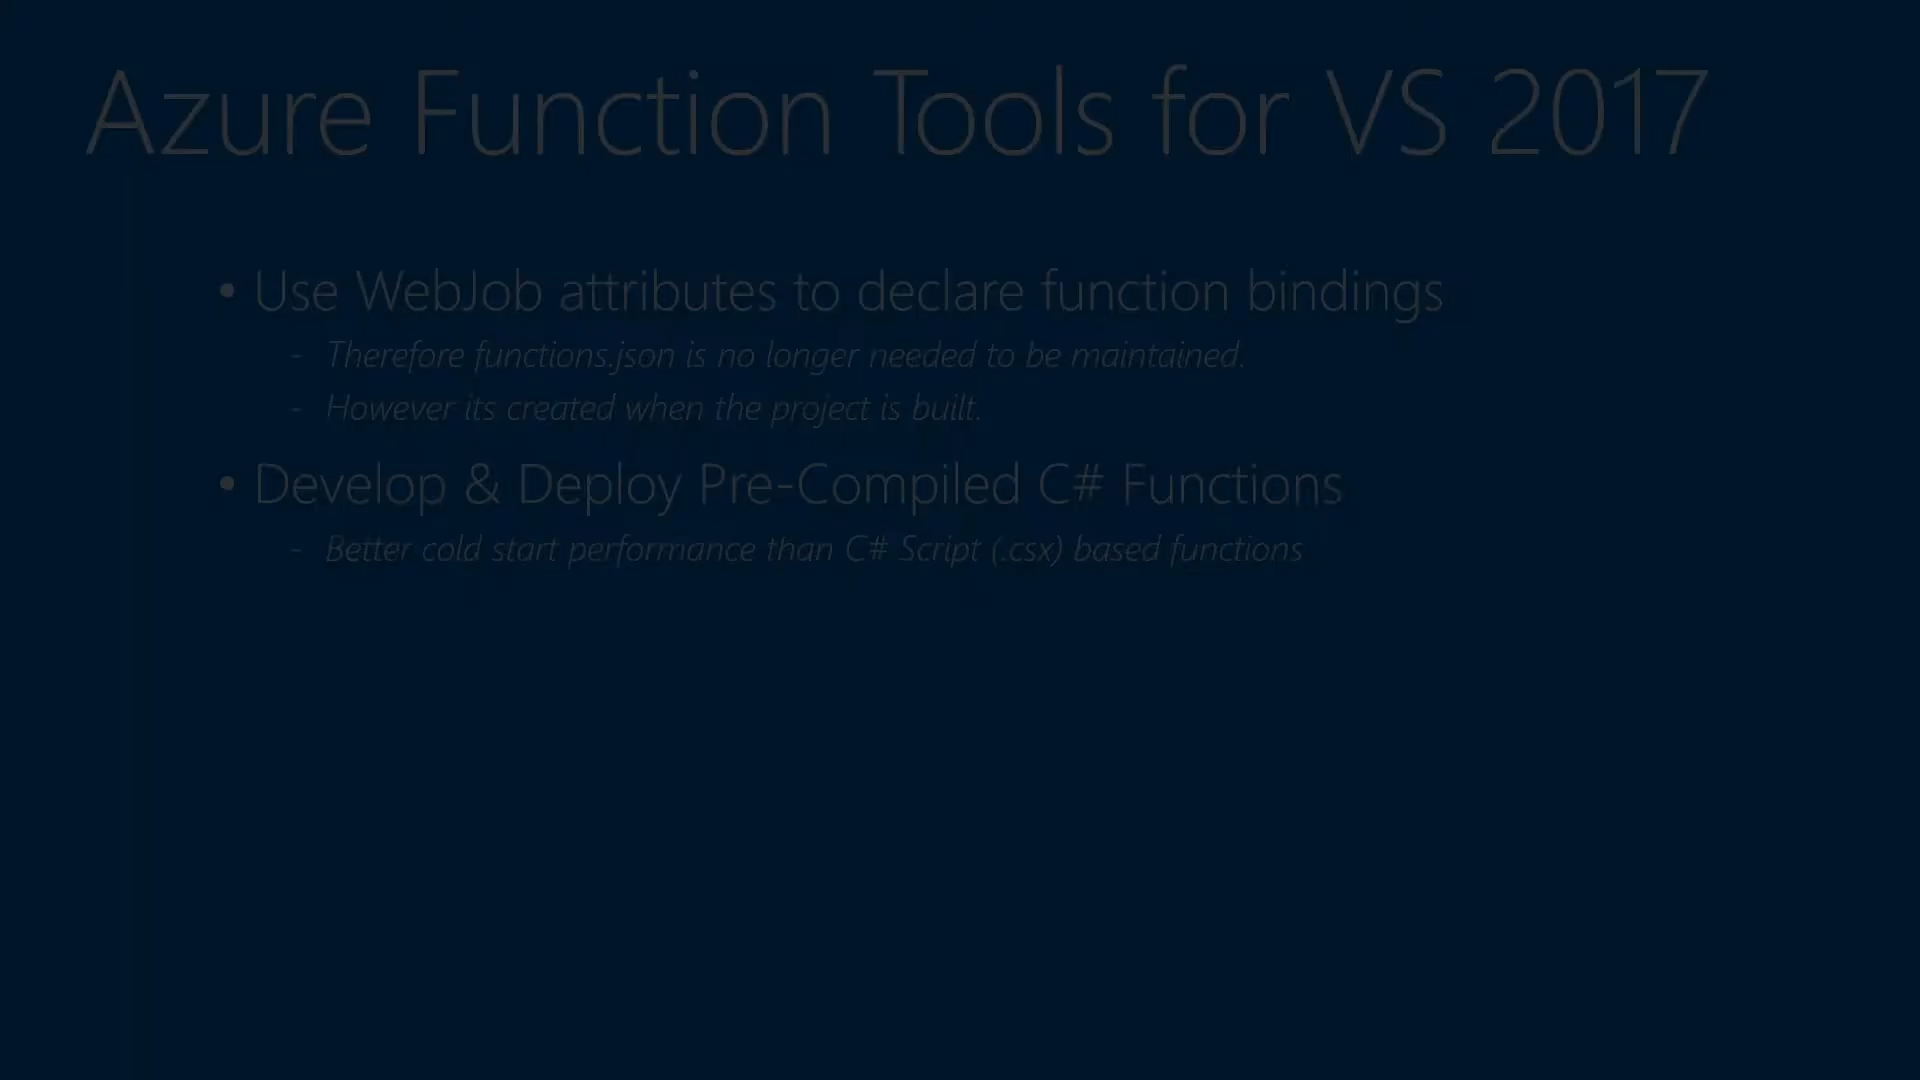 Azure Function Tools for VS 2017
• Use WebJob attributes to declare function bindings
- Therefore functions.json is no longer needed to be maintained.
- However its created when the project is built.
• Develop & Deploy Pre-Compiled C# Functions
- Better cold start performance than C# Script (.csx) based functions